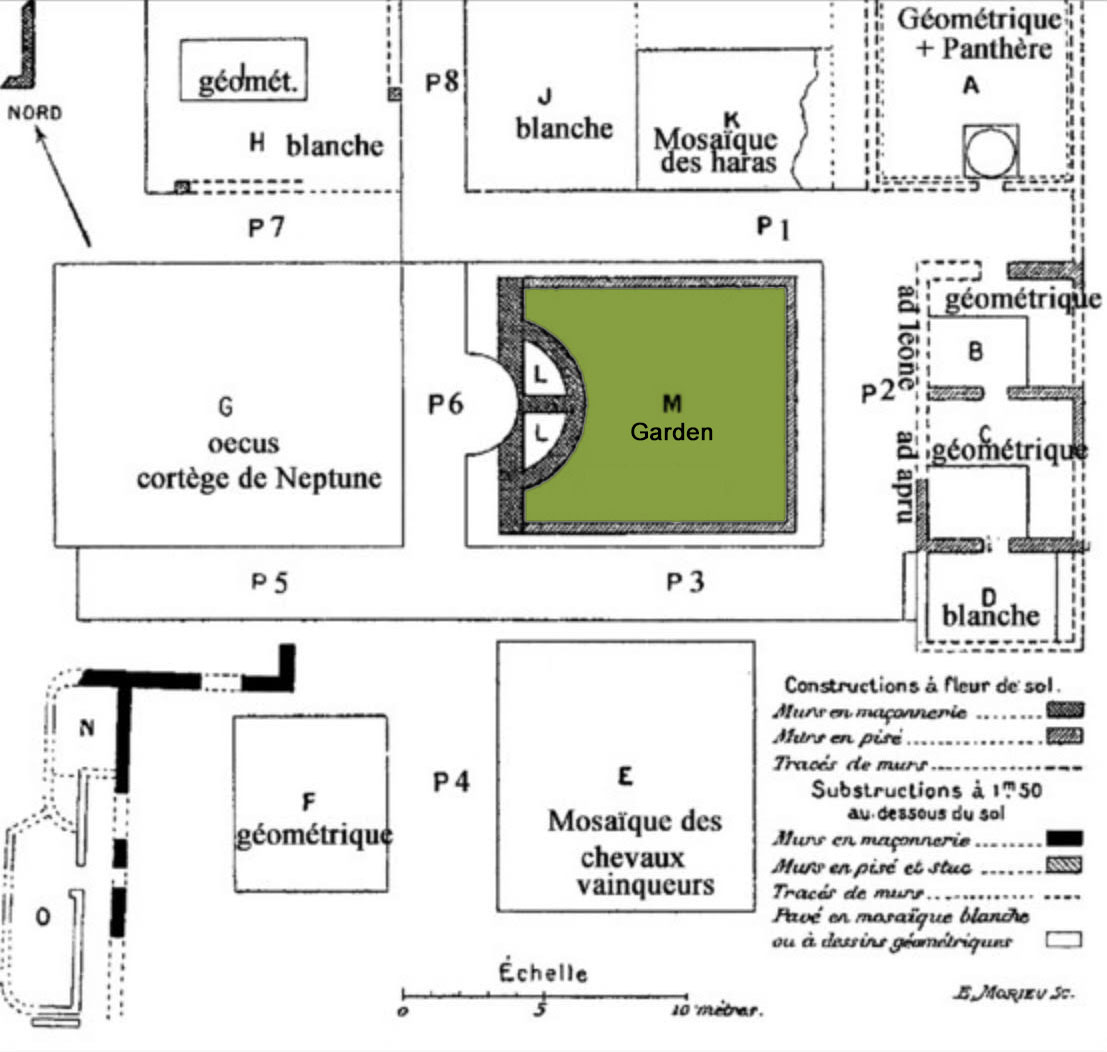 NORD
I
géomét.
H blanche
P8
J
blanche
K
Mosaïque
des haras
Géométrique
+ Panthère
A
P7
P1
géométrique
ad leone
B
P2
C
géométrique
ad apru
D
blanche
G
oecus
cortège de Neptune
P6
L
L
M
Garden
P5
P3
N
O
F
géométrique
P4
E
Mosaïque des
chevaux
vainqueurs
Constructions à fleur de sol.
Murs en maçonnerie
Murs en pisé
Tracés de murs
Substructions à 1m50
au-dessous du sol
Murs en maçonnerie
Murs en pisé et stuc
Tracés de murs
Pavé en mosaïque blanche
ou à dessins géométriques
Échelle
0 5 10 mètres.
E, MORIEU Sc.